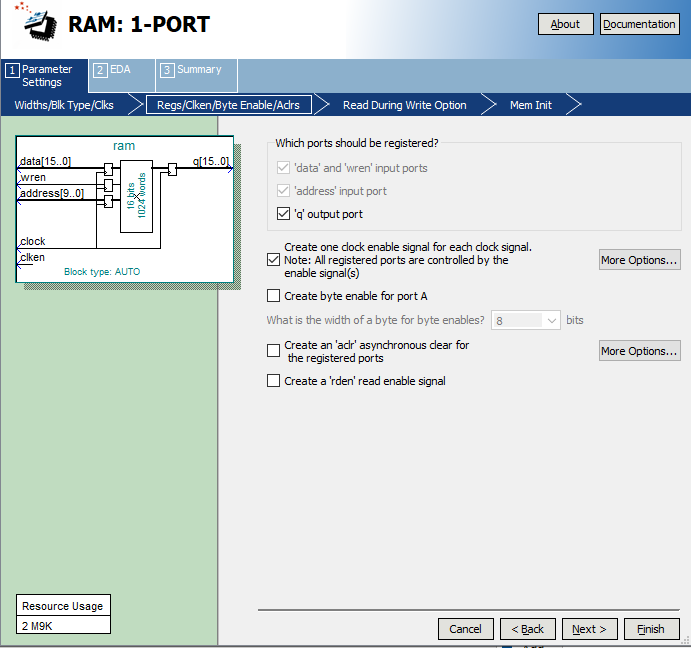 RAM: 1-PORT
About
Documentation
1 Parameter Settings
2 EDA
3 Summary
Widths/Blk Type/Clks
Regs/Clken/Byte Enable/Aclrs
Read During Write Option
Mem Init
ram
data[15..0]
wren
address[9..0]
clock
clken
q[15..0]
16 bits
1024 words
Block type: AUTO
Which ports should be registered?
'data' and 'wren' input ports
'address' input port
'q' output port
Create one clock enable signal for each clock signal.
Note: All registered ports are controlled by the
enable signal(s)
More Options...
Create byte enable for port A
What is the width of a byte for byte enables? 8 bits
Create an 'aclr' asynchronous clear for
the registered ports
More Options...
Create a 'rden' read enable signal
Resource Usage
2 M9K
Cancel
< Back
Next >
Finish